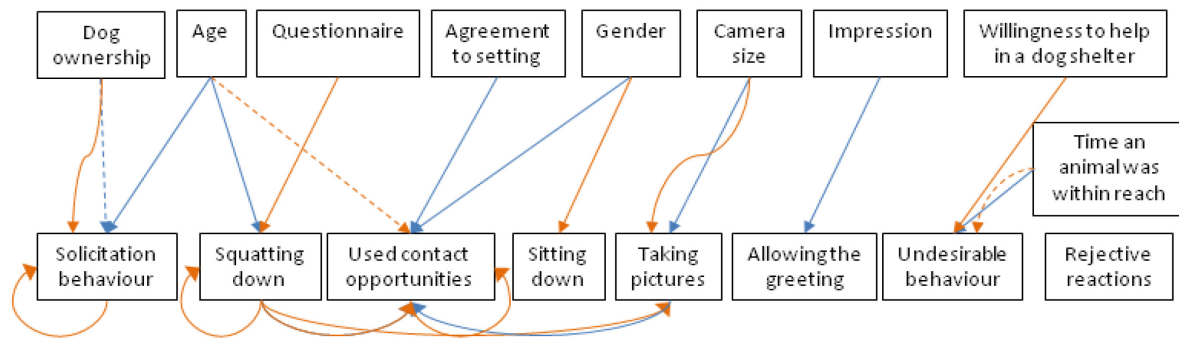 Dog
ownership
Age
Questionnaire
Agreement
to setting
Gender
Camera
size
Impression
Willingness to help
in a dog shelter
Time an
animal was
within reach
Solicitation
behaviour
Squatting
down
Used contact
opportunities
Sitting
down
Taking
pictures
Allowing the
greeting
Undesirable
behaviour
Rejective
reactions